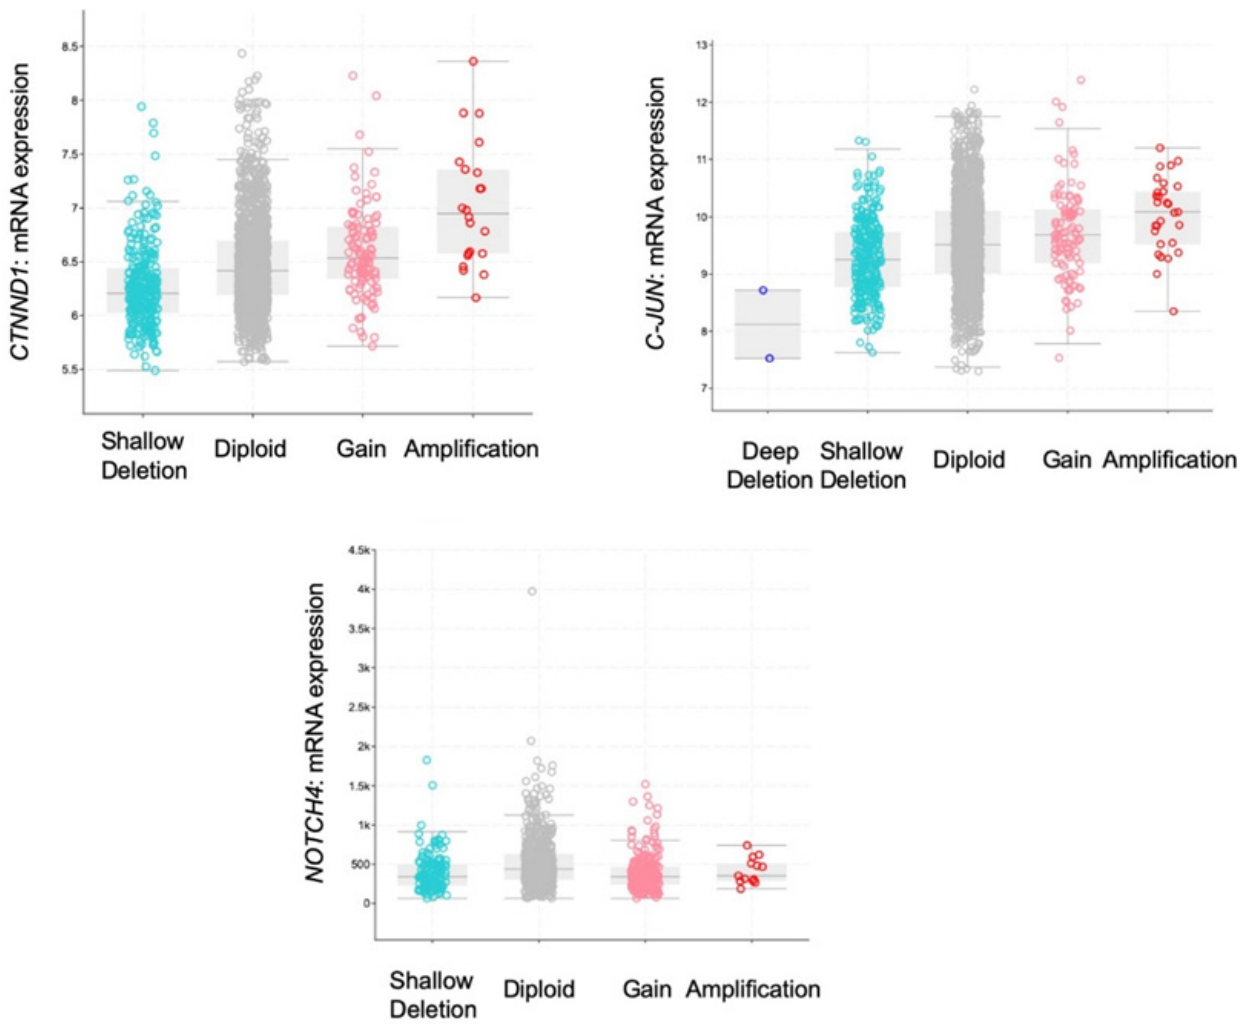 CTNND1: mRNA expression
8.5
8
7.5
7
6.5
6
5.5
Shallow
Deletion
Diploid
Gain
Amplification
C-JUN: mRNA expression
13
12
11
10
9
8
7
Deep
Deletion
Shallow
Deletion
Diploid
Gain
Amplification
NOTCH4: mRNA expression
4.5k
4k
3.5k
3k
2.5k
2k
1.5k
1k
500
0
Shallow
Deletion
Diploid
Gain
Amplification